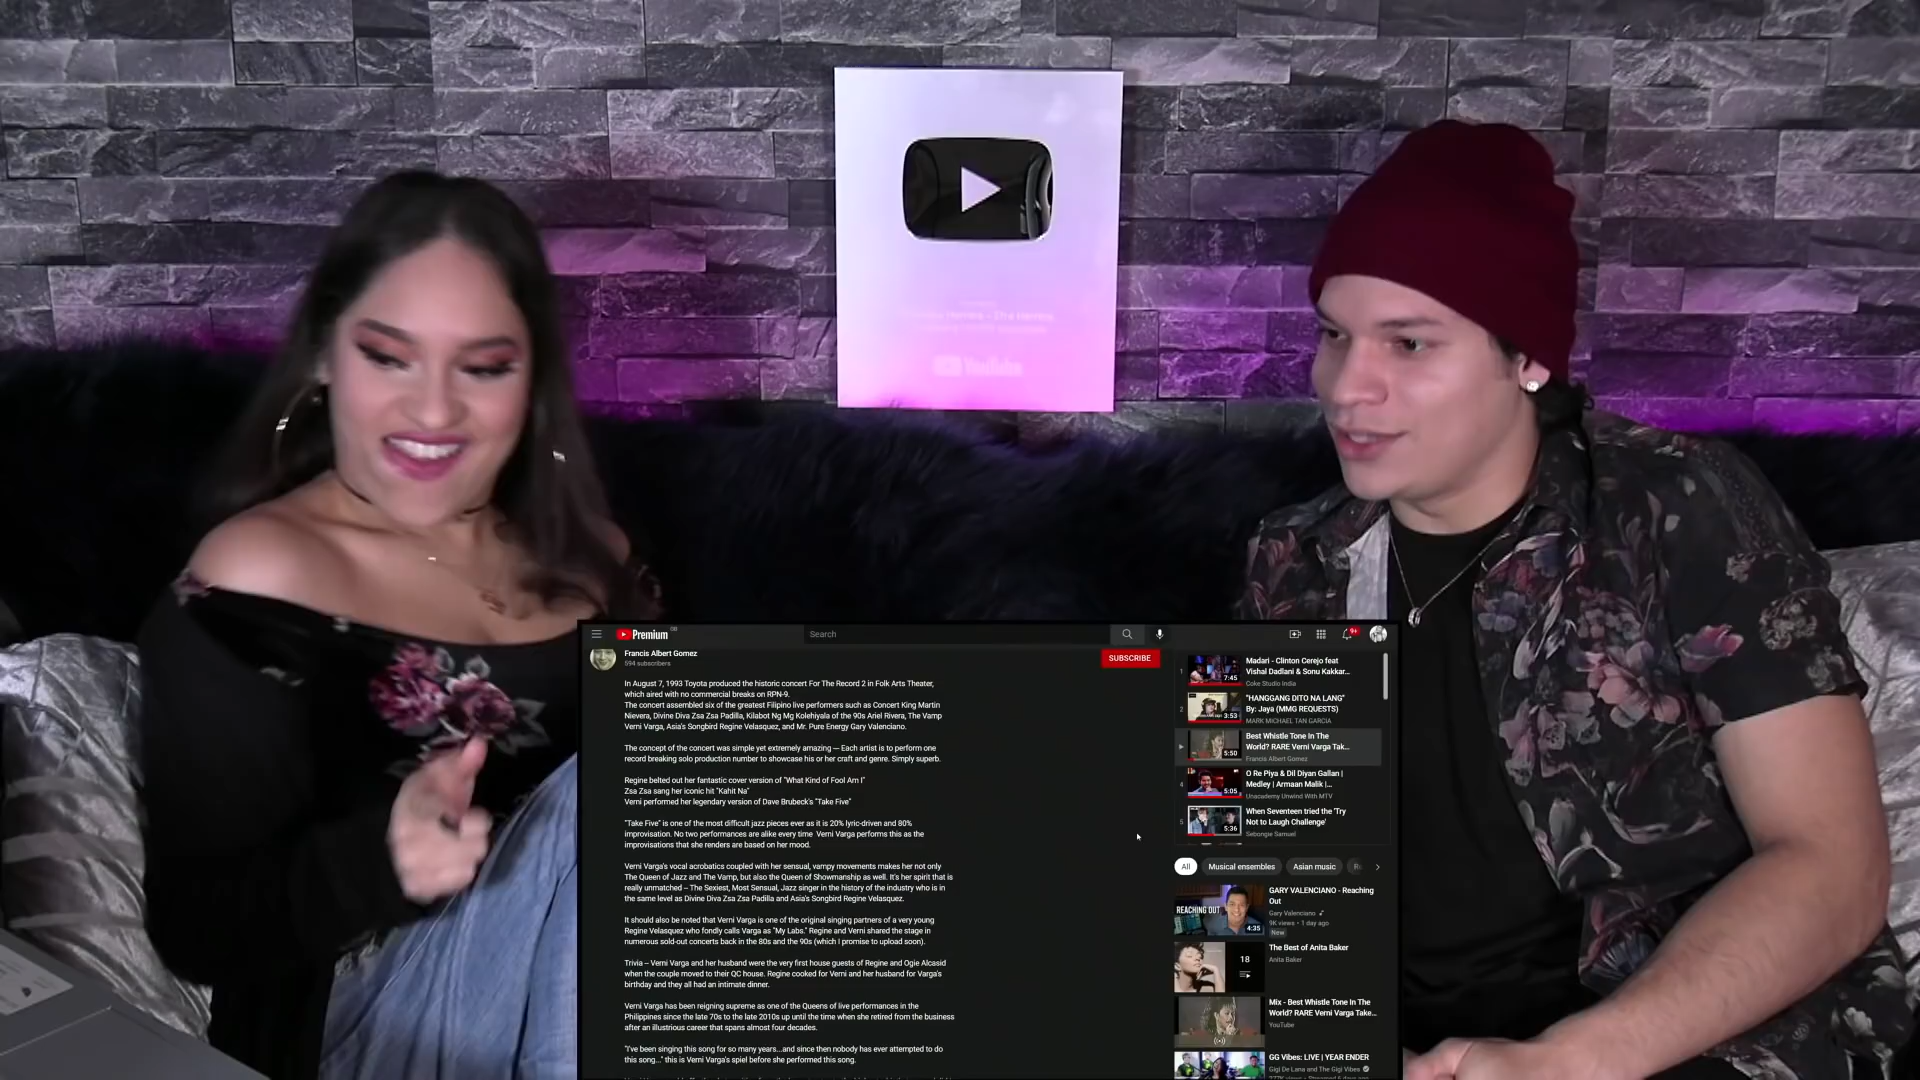 YouTube
Premium
GB
Search
9+
Francis Albert Gomez
594 subscribers
SUBSCRIBE
In August 7, 1993 Toyota produced the historic concert For The Record 2 in Folk Arts Theater,
which aired with no commercial breaks on RPN-9.
The concert assembled six of the greatest Filipino live performers such as Concert King Martin
Nievera, Divine Diva Zsa Zsa Padilla, Kilabot Ng Mg Kolehiyala of the 90s Ariel Rivera, The Vamp
Verni Varga, Asia's Songbird Regine Velasquez, and Mr. Pure Energy Gary Valenciano.
The concept of the concert was simple yet extremely amazing — Each artist is to perform one
record breaking solo production number to showcase his or her craft and genre. Simply superb.
Regine belted out her fantastic cover version of "What Kind of Fool Am I"
Zsa Zsa sang her iconic hit "Kahit Na"
Verni performed her legendary version of Dave Brubeck's "Take Five"
"Take Five" is one of the most difficult jazz pieces ever as it is 20% lyric-driven and 80%
improvisation. No two performances are alike every time Verni Varga performs this as the
improvisations that she renders are based on her mood.
Verni Varga's vocal acrobatics coupled with her sensual, vampy movements makes her not only
The Queen of Jazz and The Vamp, but also the Queen of Showmanship as well. It's her spirit that is
really unmatched – The Sexiest, Most Sensual, Jazz singer in the history of the industry who is in
the same level as Divine Diva Zsa Zsa Padilla and Asia's Songbird Regine Velasquez.
It should also be noted that Verni Varga is one of the original singing partners of a very young
Regine Velasquez who fondly calls Varga as "My Labs." Regine and Verni shared the stage in
numerous sold-out concerts back in the 80s and the 90s (which I promise to upload soon).
Trivia – Verni Varga and her husband were the very first house guests of Regine and Ogie Alcasid
when the couple moved to their QC house. Regine cooked for Verni and her husband for Varga's
birthday and they all had an intimate dinner.
Verni Varga has been reigning supreme as one of the Queens of live performances in the
Philippines since the late 70s to the late 2010s up until the time when she retired from the business
after an illustrious career that spans almost four decades.
"I've been singing this song for so many years...and since then nobody has ever attempted to do
this song..." this is Verni Varga's spiel before she performed this song.
1
7:45
Madari - Clinton Cerejo feat
Vishal Dadlani & Sonu Kakkar...
Coke Studio India
2
3:53
"HANGGANG DITO NA LANG"
By: Jaya (MMG REQUESTS)
MARK MICHAEL TAN GARCIA
5:50
Best Whistle Tone In The
World? RARE Verni Varga Tak...
Francis Albert Gomez
4
5:05
O Re Piya & Dil Diyan Gallan |
Medley | Armaan Malik |...
Unacademy Unwind With MTV
5
5:36
When Seventeen tried the 'Try
Not to Laugh Challenge'
Sebongie Samuel
All
Musical ensembles
Asian music
REACHING OUT
4:35
GARY VALENCIANO - Reaching
Out
Gary Valenciano
9K views • 1 day ago
New
18
The Best of Anita Baker
Anita Baker
Mix - Best Whistle Tone In The
World? RARE Verni Varga Take...
YouTube
GG Vibes: LIVE | YEAR ENDER
Gigi De Lana and The Gigi Vibes